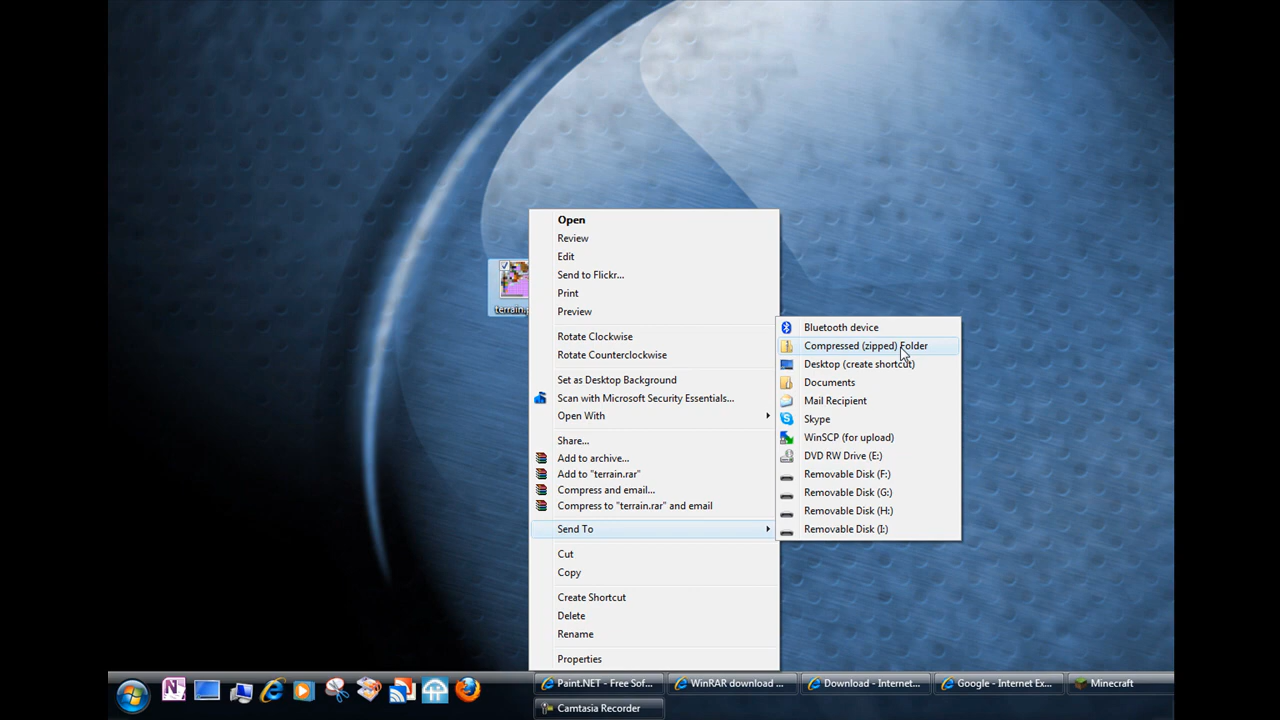 Open
Review
Edit
Send to Flickr...
Print
Preview
Rotate Clockwise
Rotate Counterclockwise
Set as Desktop Background
Scan with Microsoft Security Essentials...
Open With
Share...
Add to archive...
Add to "terrain.rar"
Compress and email...
Compress to "terrain.rar" and email
Send To
Cut
Copy
Create Shortcut
Delete
Rename
Properties
Bluetooth device
Compressed (zipped) Folder
Desktop (create shortcut)
Documents
Mail Recipient
Skype
WinSCP (for upload)
DVD RW Drive (E:)
Removable Disk (F:)
Removable Disk (G:)
Removable Disk (H:)
Removable Disk (I:)
terrain.p
Paint.NET - Free Sof...
WinRAR download ...
Download - Internet...
Google - Internet Ex...
Minecraft
Camtasia Recorder